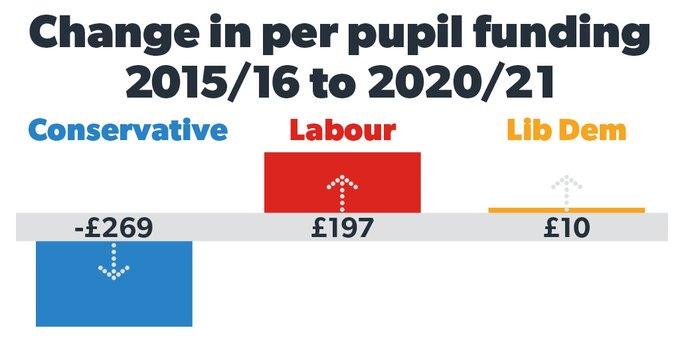 Change in per pupil funding
2015/16 to 2020/21
Conservative Labour Lib Dem
-£269 £197 £10